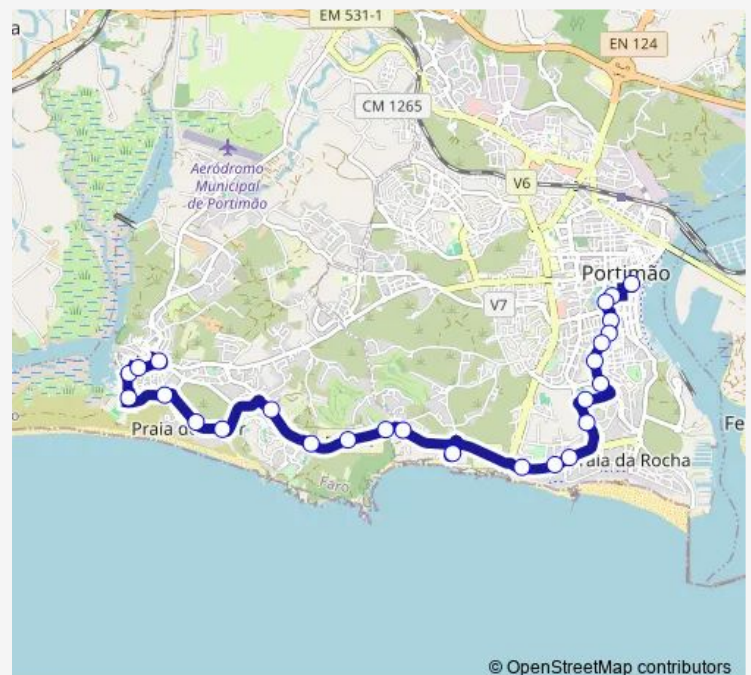 EM 531-1
a
EN 124
CM 1265
Aeródromo
Municipal
de Portimão
V6
Portimão
V7
Praia d
r
Praia da Rocha
Fe
Faro
© OpenStreetMap contributors